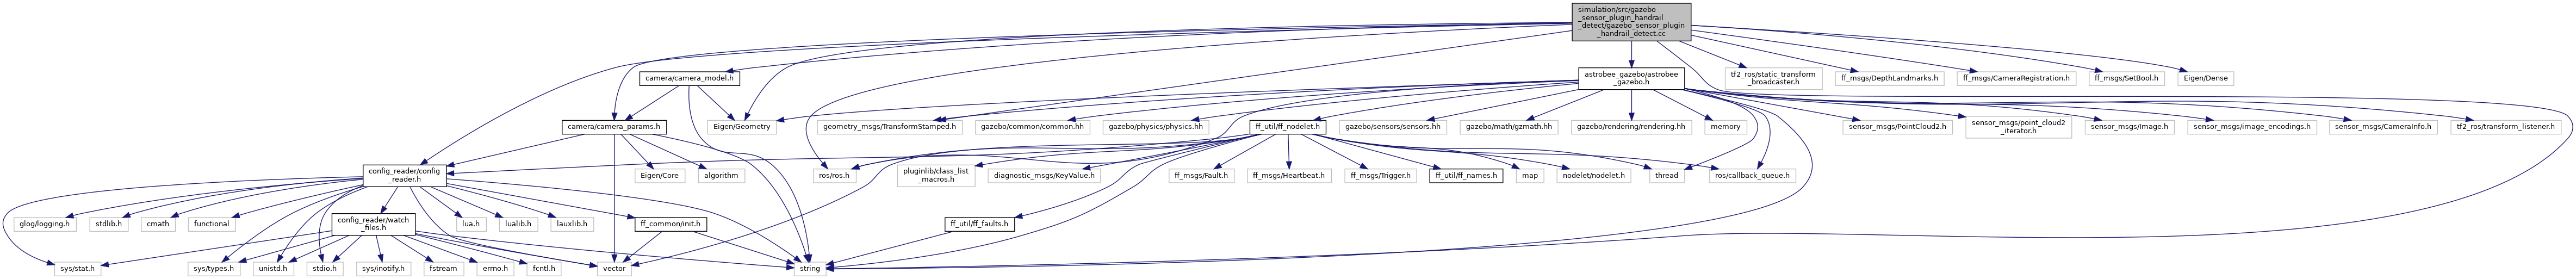 simulation/src/gazebo
_sensor_plugin_handrail
_detect/gazebo_sensor_plugin
_handrail_detect.cc
camera/camera_model.h
astrobee_gazebo/astrobee
_gazebo.h
tf2_ros/static_transform
_broadcaster.h
ff_msgs/DepthLandmarks.h
ff_msgs/CameraRegistration.h
ff_msgs/SetBool.h
Eigen/Dense
camera/camera_params.h
Eigen/Geometry
geometry_msgs/TransformStamped.h
gazebo/common/common.hh
gazebo/physics/physics.hh
ff_util/ff_nodelet.h
gazebo/sensors/sensors.hh
gazebo/math/gzmath.hh
gazebo/rendering/rendering.hh
memory
sensor_msgs/PointCloud2.h
sensor_msgs/point_cloud2
_iterator.h
sensor_msgs/Image.h
sensor_msgs/image_encodings.h
sensor_msgs/CameraInfo.h
tf2_ros/transform_listener.h
config_reader/config
_reader.h
Eigen/Core
algorithm
ros/ros.h
pluginlib/class_list
_macros.h
diagnostic_msgs/KeyValue.h
ff_msgs/Fault.h
ff_msgs/Heartbeat.h
ff_msgs/Trigger.h
ff_util/ff_names.h
map
nodelet/nodelet.h
thread
ros/callback_queue.h
glog/logging.h
stdlib.h
cmath
functional
config_reader/watch
_files.h
lua.h
lualib.h
lauxlib.h
ff_common/init.h
ff_util/ff_faults.h
sys/stat.h
sys/types.h
unistd.h
stdio.h
sys/inotify.h
fstream
errno.h
fcntl.h
vector
string